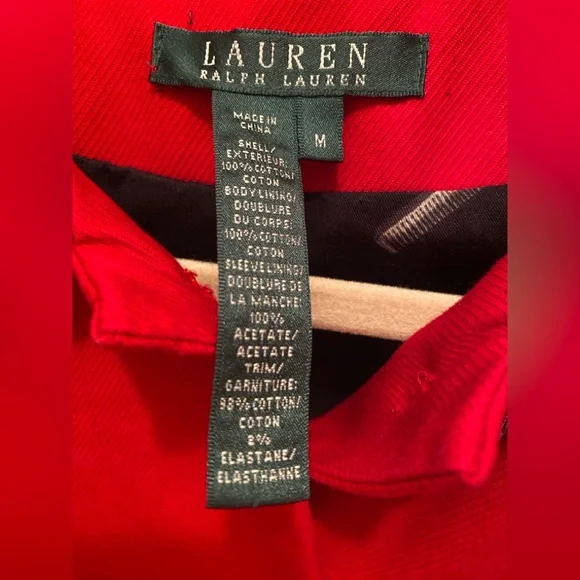 LAUREN
RALPH LAUREN
M
MADE IN
CHINA
SHELL/
EXTERIEUR:
100% COTTON/
COTON
BODY LINING/
DOUBLURE
DU CORPS:
100% COTTON/
COTON
SLEEVE LINING/
DOUBLURE DE
LA MANCHE:
100%
ACETATE/
ACETATE
TRIM/
GARNITURE:
98% COTTON/
COTON
2%
ELASTANE/
ELASTHANNE